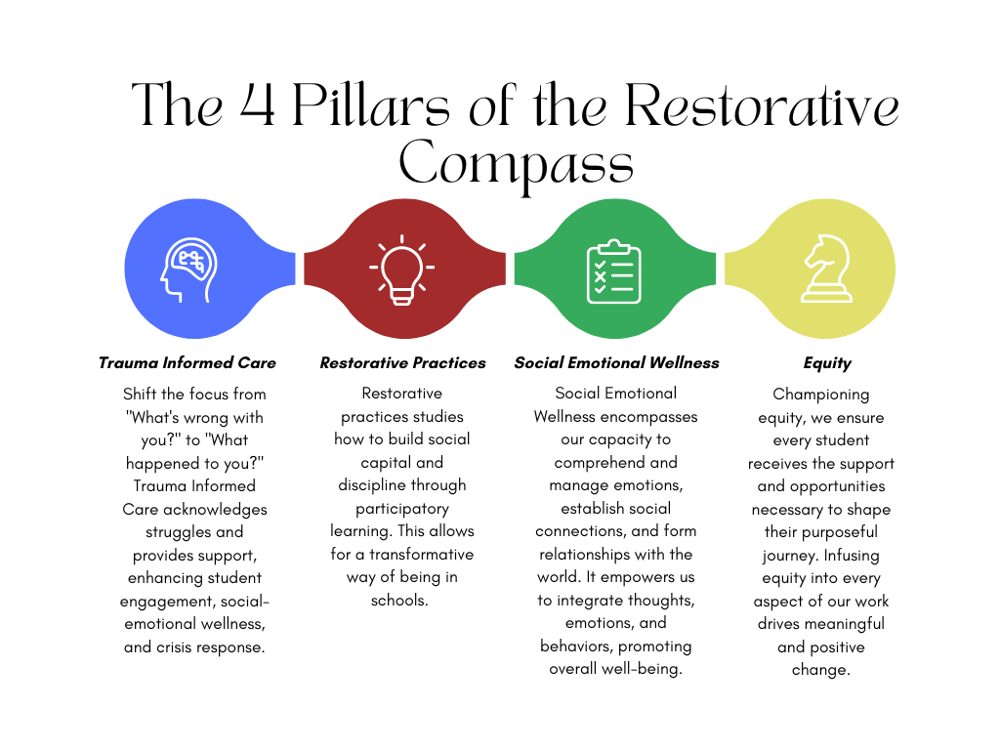 The 4 Pillars of the Restorative
Compass
Trauma Informed Care
Shift the focus from
"What's wrong with
you?" to "What
happened to you?"
Trauma Informed
Care acknowledges
struggles and
provides support,
enhancing student
engagement, social-
emotional wellness,
and crisis response.
Restorative Practices
Restorative
practices studies
how to build social
capital and
discipline through
participatory
learning. This allows
for a transformative
way of being in
schools.
Social Emotional Wellness
Social Emotional
Wellness encompasses
our capacity to
comprehend and
manage emotions,
establish social
connections, and form
relationships with the
world. It empowers us
to integrate thoughts,
emotions, and
behaviors, promoting
overall well-being.
Equity
Championing
equity, we ensure
every student
receives the support
and opportunities
necessary to shape
their purposeful
journey. Infusing
equity into every
aspect of our work
drives meaningful
and positive
change.